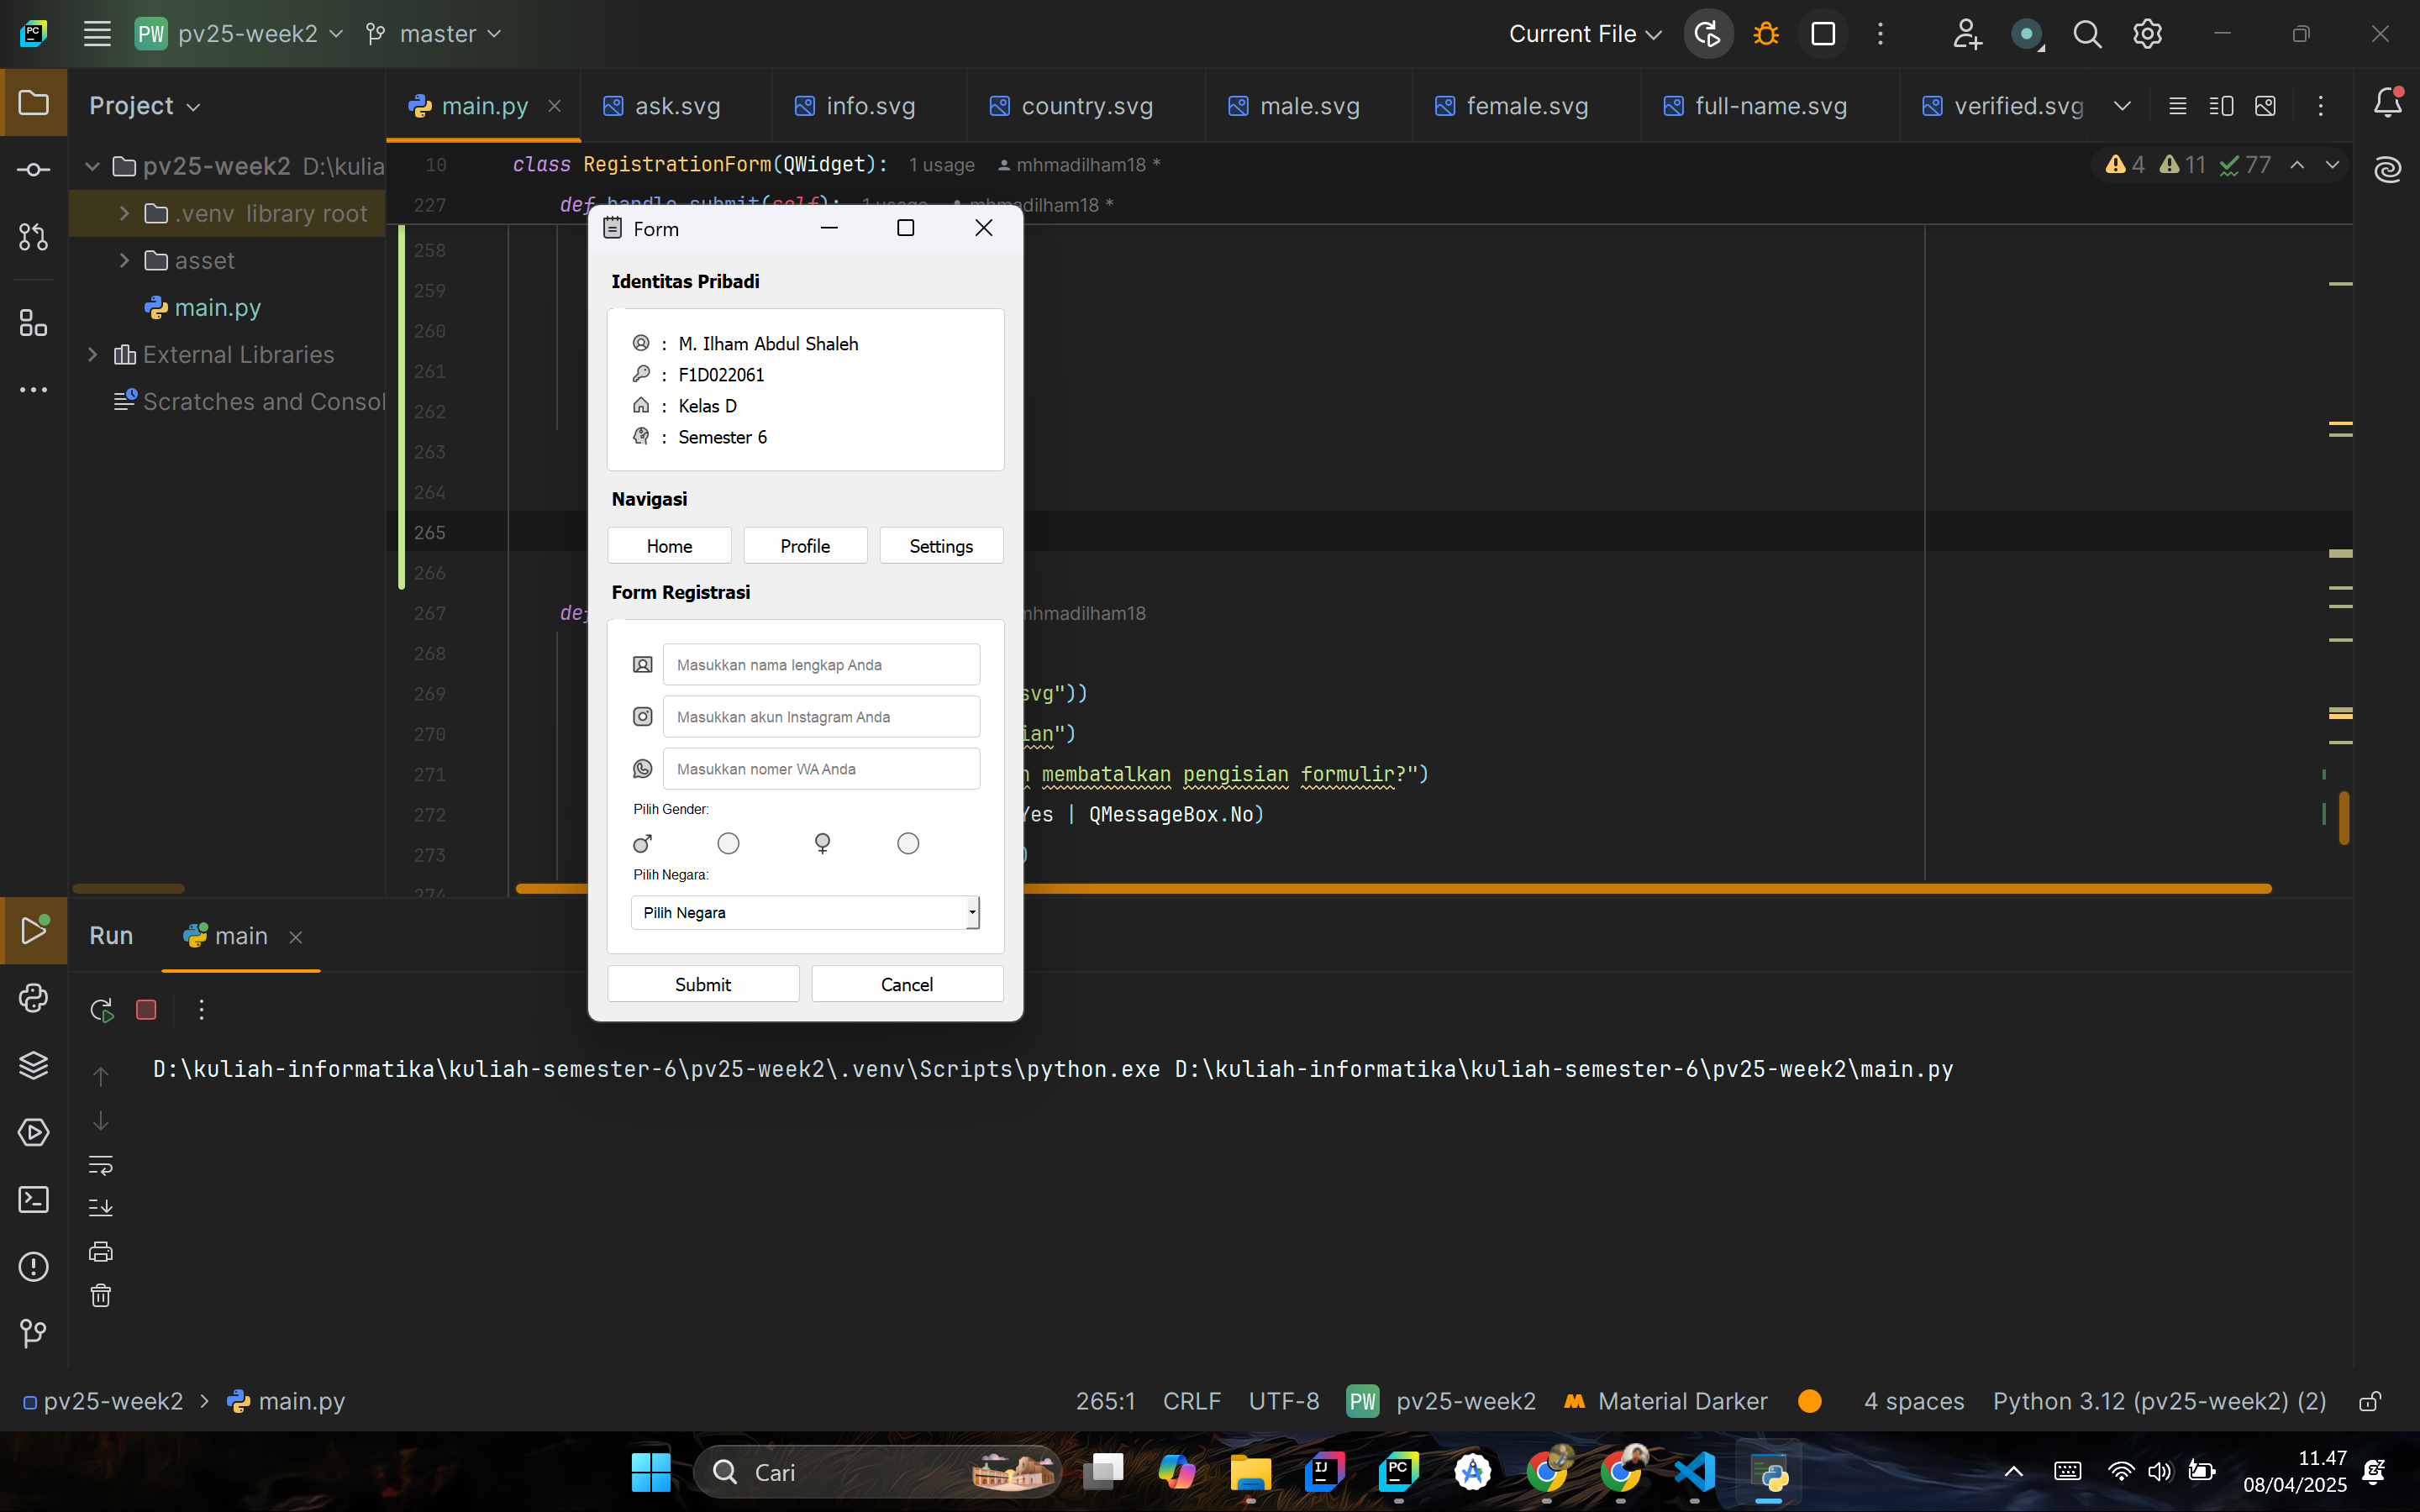 PC
PW pv25-week2 master
Current File
Project
main.py
ask.svg
info.svg
country.svg
male.svg
female.svg
full-name.svg
verified.svg
pv25-week2 D:\kulia
.venv library root
asset
main.py
External Libraries
Scratches and Consol
10 class RegistrationForm(QWidget): 1 usage mhmadilham18 *
4 11 77
227 def handle_submit(self): 1 usage mhmadilham18 *
258
259
260
261
262
263
264
265
266
267 def mhmadilham18
268
269 svg"))
270 ian")
271 n membatalkan pengisian formulir?")
272 Yes | QMessageBox.No)
273 )
274
Form
Identitas Pribadi
: M. Ilham Abdul Shaleh
: F1D022061
: Kelas D
: Semester 6
Navigasi
Home
Profile
Settings
Form Registrasi
Masukkan nama lengkap Anda
Masukkan akun Instagram Anda
Masukkan nomer WA Anda
Pilih Gender:
Pilih Negara:
Pilih Negara
Submit
Cancel
Run
main
D:\kuliah-informatika\kuliah-semester-6\pv25-week2\.venv\Scripts\python.exe D:\kuliah-informatika\kuliah-semester-6\pv25-week2\main.py
pv25-week2 > main.py
265:1 CRLF UTF-8 PW pv25-week2 Material Darker 4 spaces Python 3.12 (pv25-week2) (2)
Cari
IJ
PC
11.47
08/04/2025